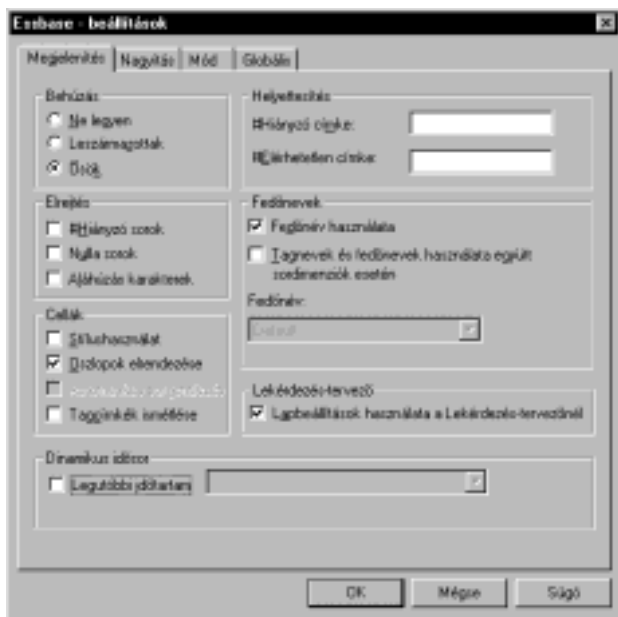 Essbase - beállítások
Megjelenítés Nagyítás Mód Globális
Behúzás
Ne legyen
Leszármazottak
Ősök
Helyettesítés
#Hiányzó címke:
#Elérhetetlen címke:
Elrejtés
#Hiányzó sorok
Nylla sorok
Aláhúzás karakterek
Fedőnevek
Fedőnév használata
Tagnevek és fedőnevek használata együtt
sordimenziók esetén
Fedőnév:
Default
Cellák
Stílushasználat
Oszlopok elrendezése
Tagcímkék ismétlése
Lekérdezés-tervező
Lapbeállítások használata a Lekérdezés-tervezőnél
Dinamikus idősor
Legutóbbi időtartam
OK Mégse Súgó